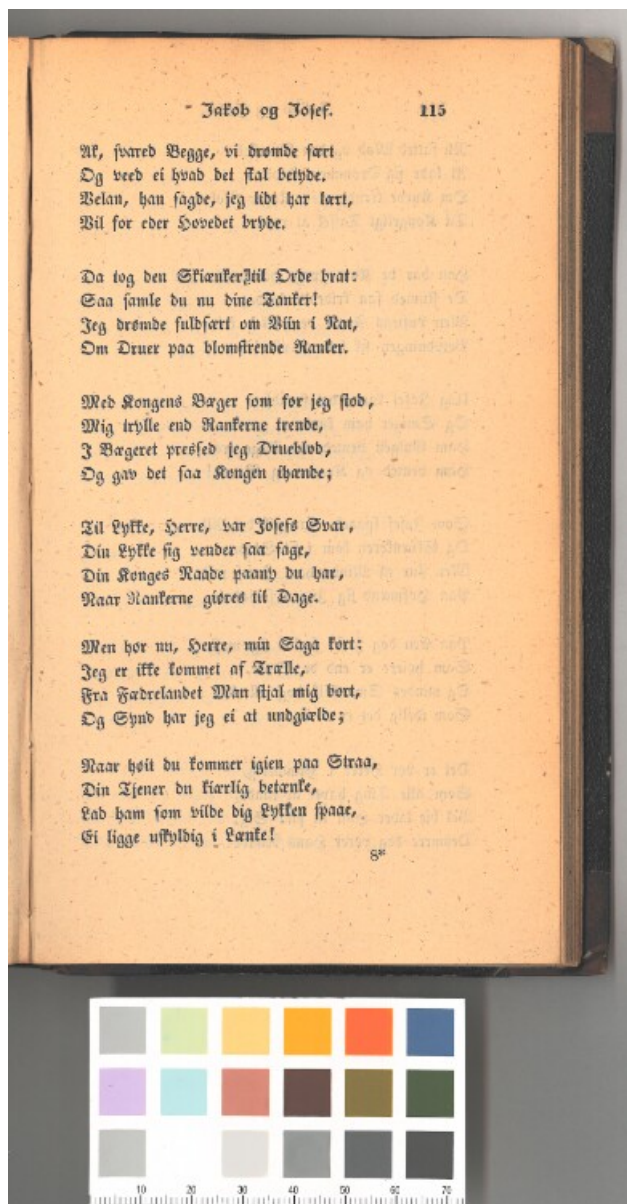 Jakob og Josef. 115
Ak, svared Begge, vi drømde sært
Og veed ei hvad det skal betyde.
Velan, han sagde, jeg lidt har lært,
Vil for eder Hovedet bryde.
Da tog den Skiænker til Orde brat:
Saa samle du nu dine Tanker!
Jeg drømde fuldsært om Viin i Nat,
Om Druer paa blomstrende Ranker.
Med Kongens Bæger som før jeg stod,
Mig tyktes end Rankerne trende,
I Bægeret pressed jeg Drueblod,
Og gav det saa Kongen ihænde;
Til Lykke, Herre, var Josefs Svar,
Din Lykke sig vender saa fage,
Din Konges Naade paany du har,
Naar Rankerne giøres til Dage.
Men hør nu, Herre, min Saga kort:
Jeg er ikke kommet af Trælle,
Fra Fædrelandet Man stjal mig bort,
Og Synd har jeg ei at undgiælde;
Naar høit du kommer igien paa Straa,
Din Tjener du kiærlig betænke,
Lad ham som vilde dig Lykken spaae,
Ei ligge uskyldig i Lænke!
8*
10 20 30 40 50 60 70